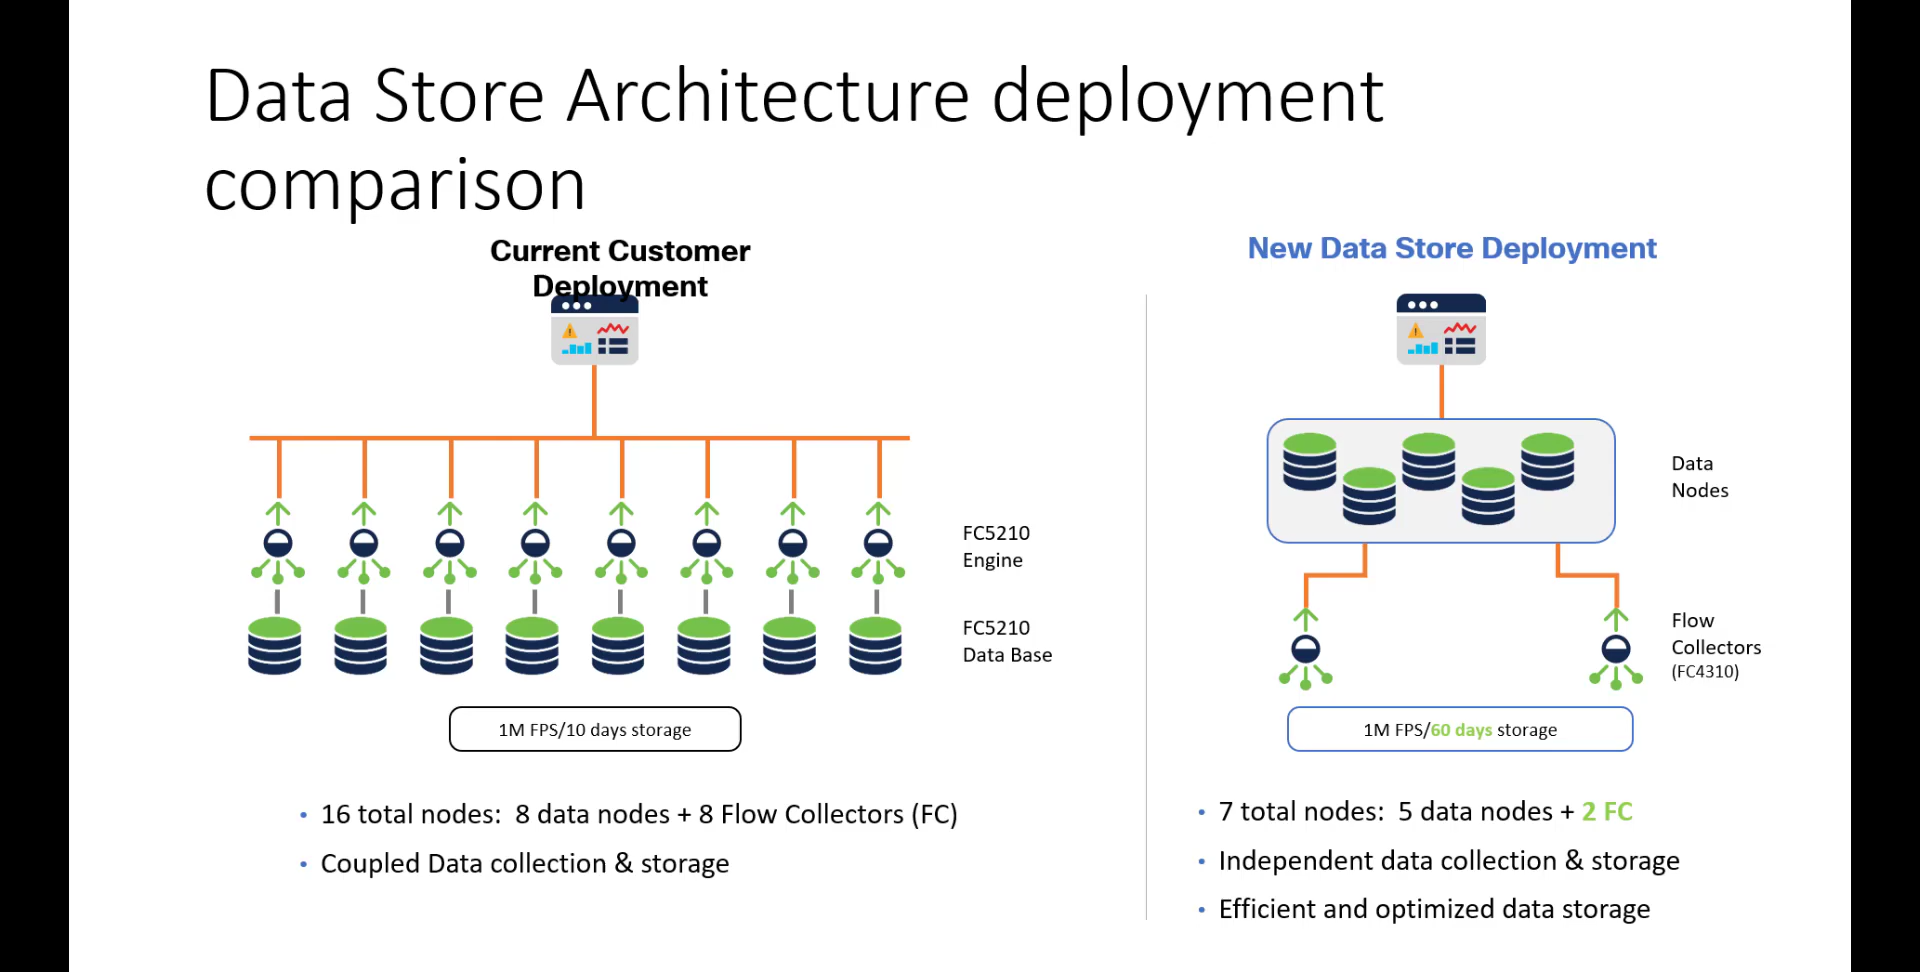 Data Store Architecture deployment
comparison
Current Customer
Deployment
FC5210
Engine
FC5210
Data Base
1M FPS/10 days storage
• 16 total nodes:  8 data nodes + 8 Flow Collectors (FC)
• Coupled Data collection & storage
New Data Store Deployment
Data
Nodes
Flow
Collectors
(FC4310)
1M FPS/60 days storage
• 7 total nodes:  5 data nodes + 2 FC
• Independent data collection & storage
• Efficient and optimized data storage